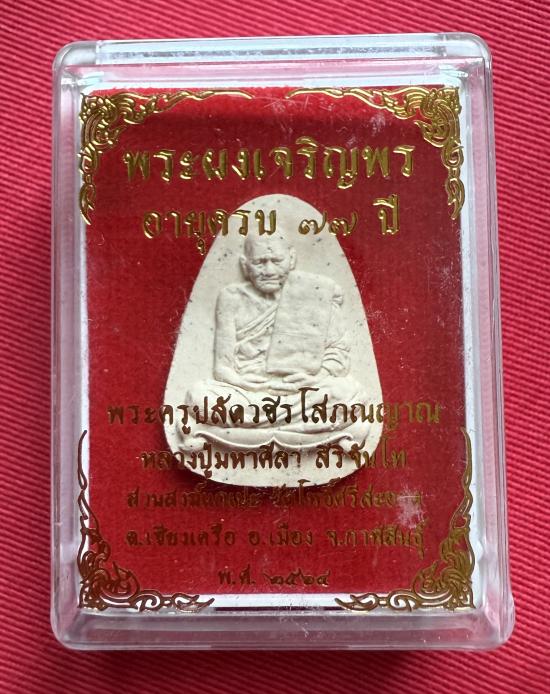 พระผงเจริญพร
อายุครบ ๗๗ ปี
พระครูปลัดวชิรโสภณญาณ
หลวงปู่มหาศิลา สิริจันโท
ต.เชียงเครือ อ.เมือง จ.กาฬสินธุ์
พ.ศ. ๒๕๖๔